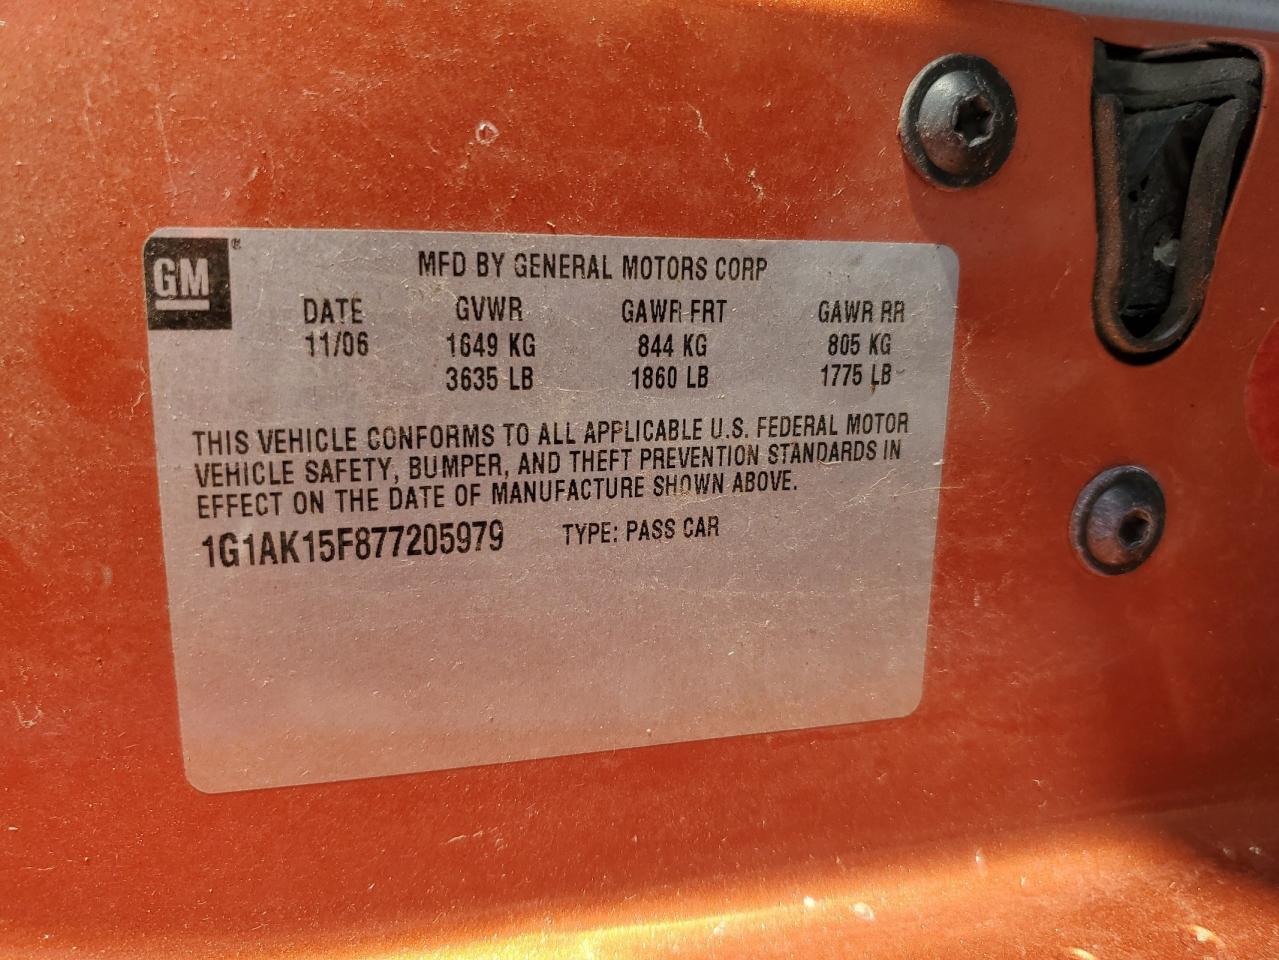 GM®
MFD BY GENERAL MOTORS CORP
DATE GVWR GAWR FRT GAWR RR
11/06 1649 KG 844 KG 805 KG
3635 LB 1860 LB 1775 LB
THIS VEHICLE CONFORMS TO ALL APPLICABLE U.S. FEDERAL MOTOR
VEHICLE SAFETY, BUMPER, AND THEFT PREVENTION STANDARDS IN
EFFECT ON THE DATE OF MANUFACTURE SHOWN ABOVE.
1G1AK15F877205979 TYPE: PASS CAR